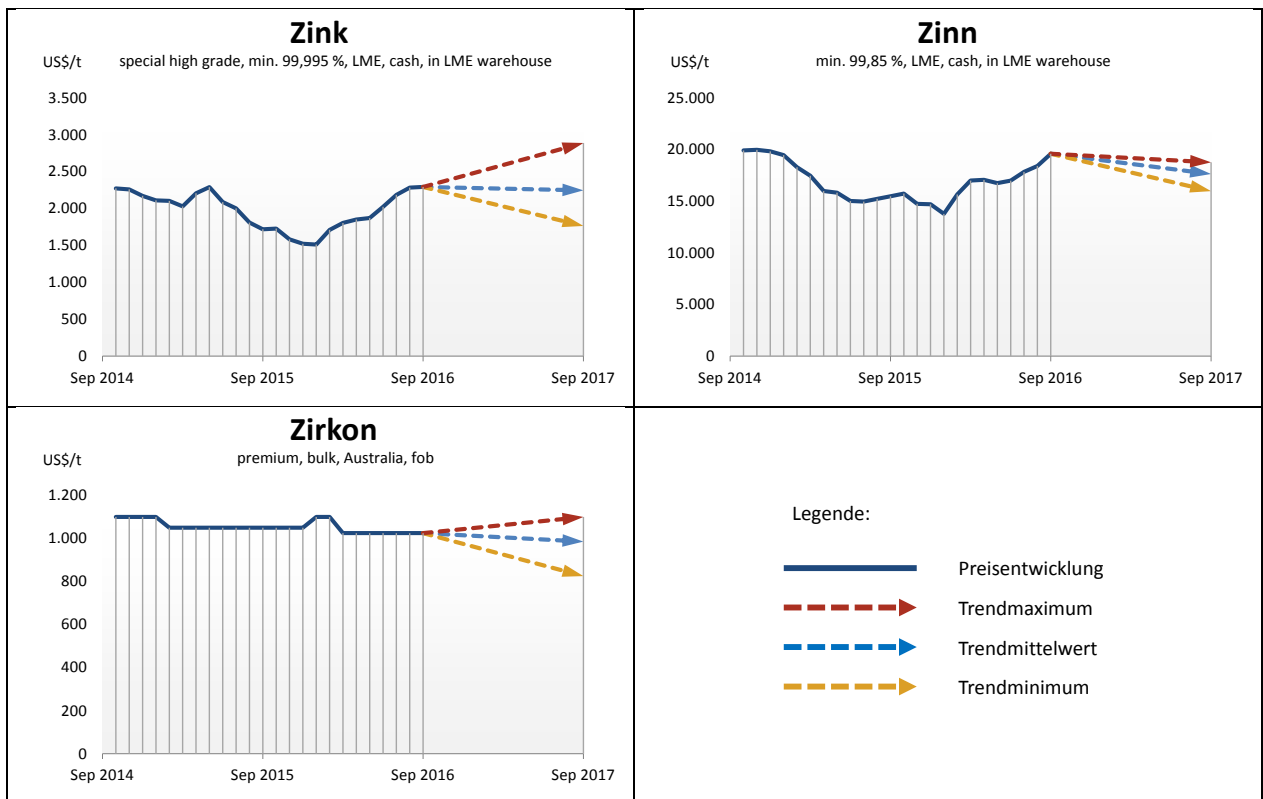 Zink
special high grade, min. 99,995 %, LME, cash, in LME warehouse
US$/t
3.500
3.000
2.500
2.000
1.500
1.000
500
0
Sep 2014 Sep 2015 Sep 2016 Sep 2017
Zinn
min. 99,85 %, LME, cash, in LME warehouse
US$/t
25.000
20.000
15.000
10.000
5.000
0
Sep 2014 Sep 2015 Sep 2016 Sep 2017
Zirkon
premium, bulk, Australia, fob
US$/t
1.200
1.000
800
600
400
200
0
Sep 2014 Sep 2015 Sep 2016 Sep 2017
Legende:
Preisentwicklung
Trendmaximum
Trendmittelwert
Trendminimum